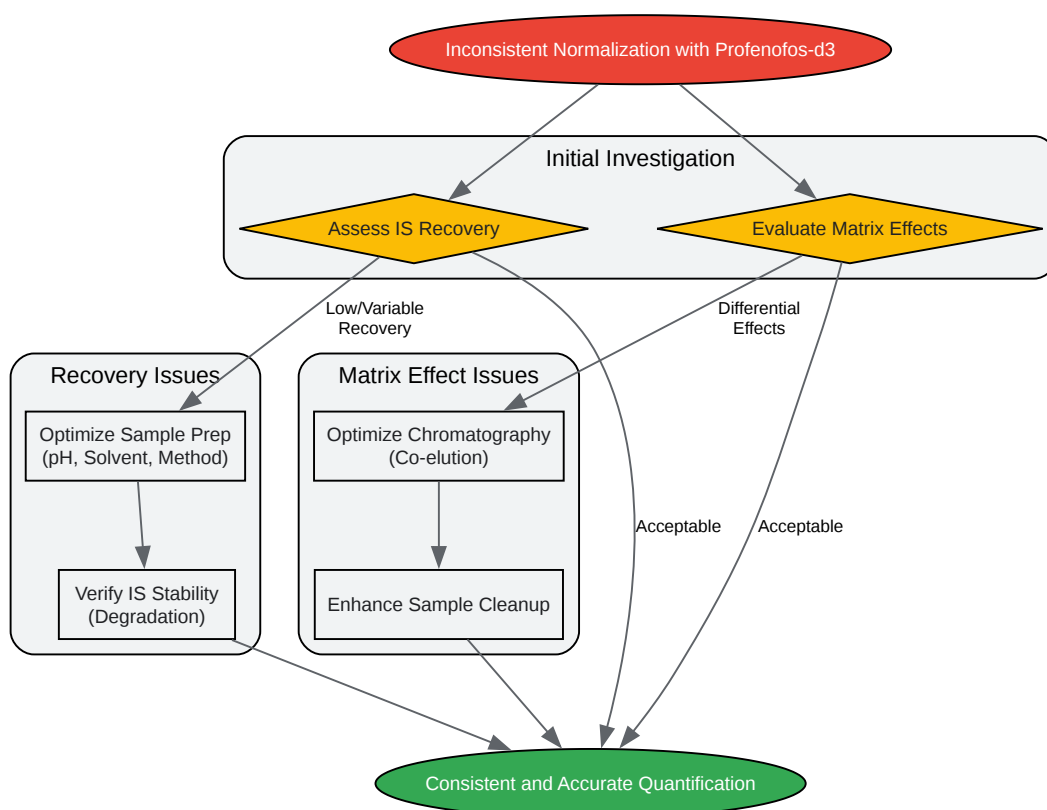 Inconsistent Normalization with Profenofos-d3
Initial Investigation
Assess IS Recovery
Evaluate Matrix Effects
Low/Variable
Recovery
Differential
Effects
Recovery Issues
Matrix Effect Issues
Optimize Sample Prep
(pH, Solvent, Method)
Optimize Chromatography
(Co-elution)
Acceptable
Acceptable
Verify IS Stability
(Degradation)
Enhance Sample Cleanup
Consistent and Accurate Quantification